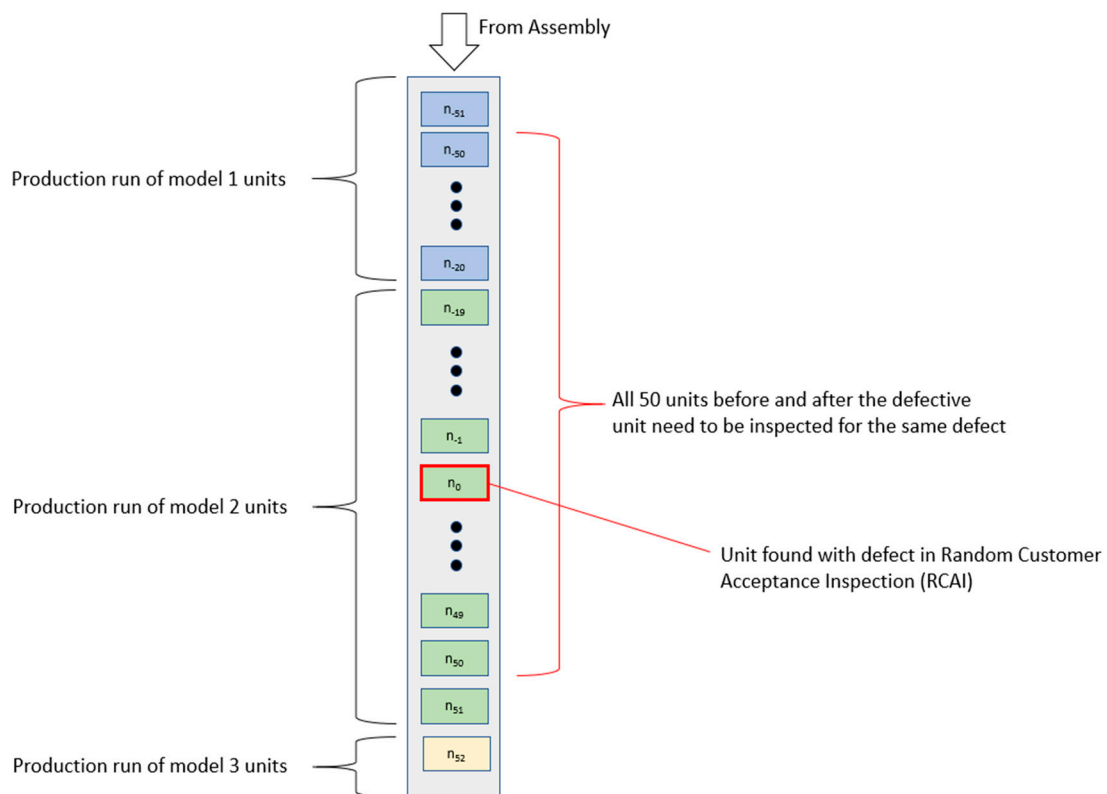 From Assembly
n-51
n-50
Production run of model 1 units
n-20
n-19
All 50 units before and after the defective
unit need to be inspected for the same defect
n-1
n0
Production run of model 2 units
Unit found with defect in Random Customer
Acceptance Inspection (RCAI)
n49
n50
n51
n52
Production run of model 3 units